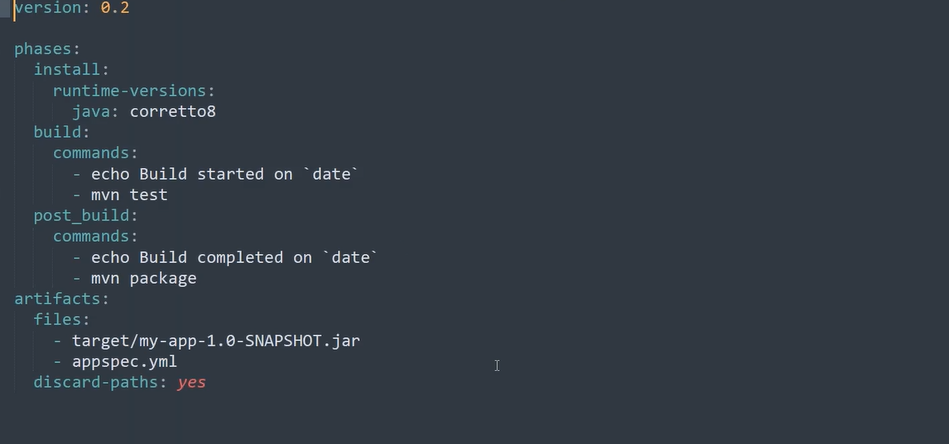 version: 0.2
phases:
install:
runtime-versions:
java: corretto8
build:
commands:
- echo Build started on `date`
- mvn test
post_build:
commands:
- echo Build completed on `date`
- mvn package
artifacts:
files:
- target/my-app-1.0-SNAPSHOT.jar
- appspec.yml
discard-paths: yes